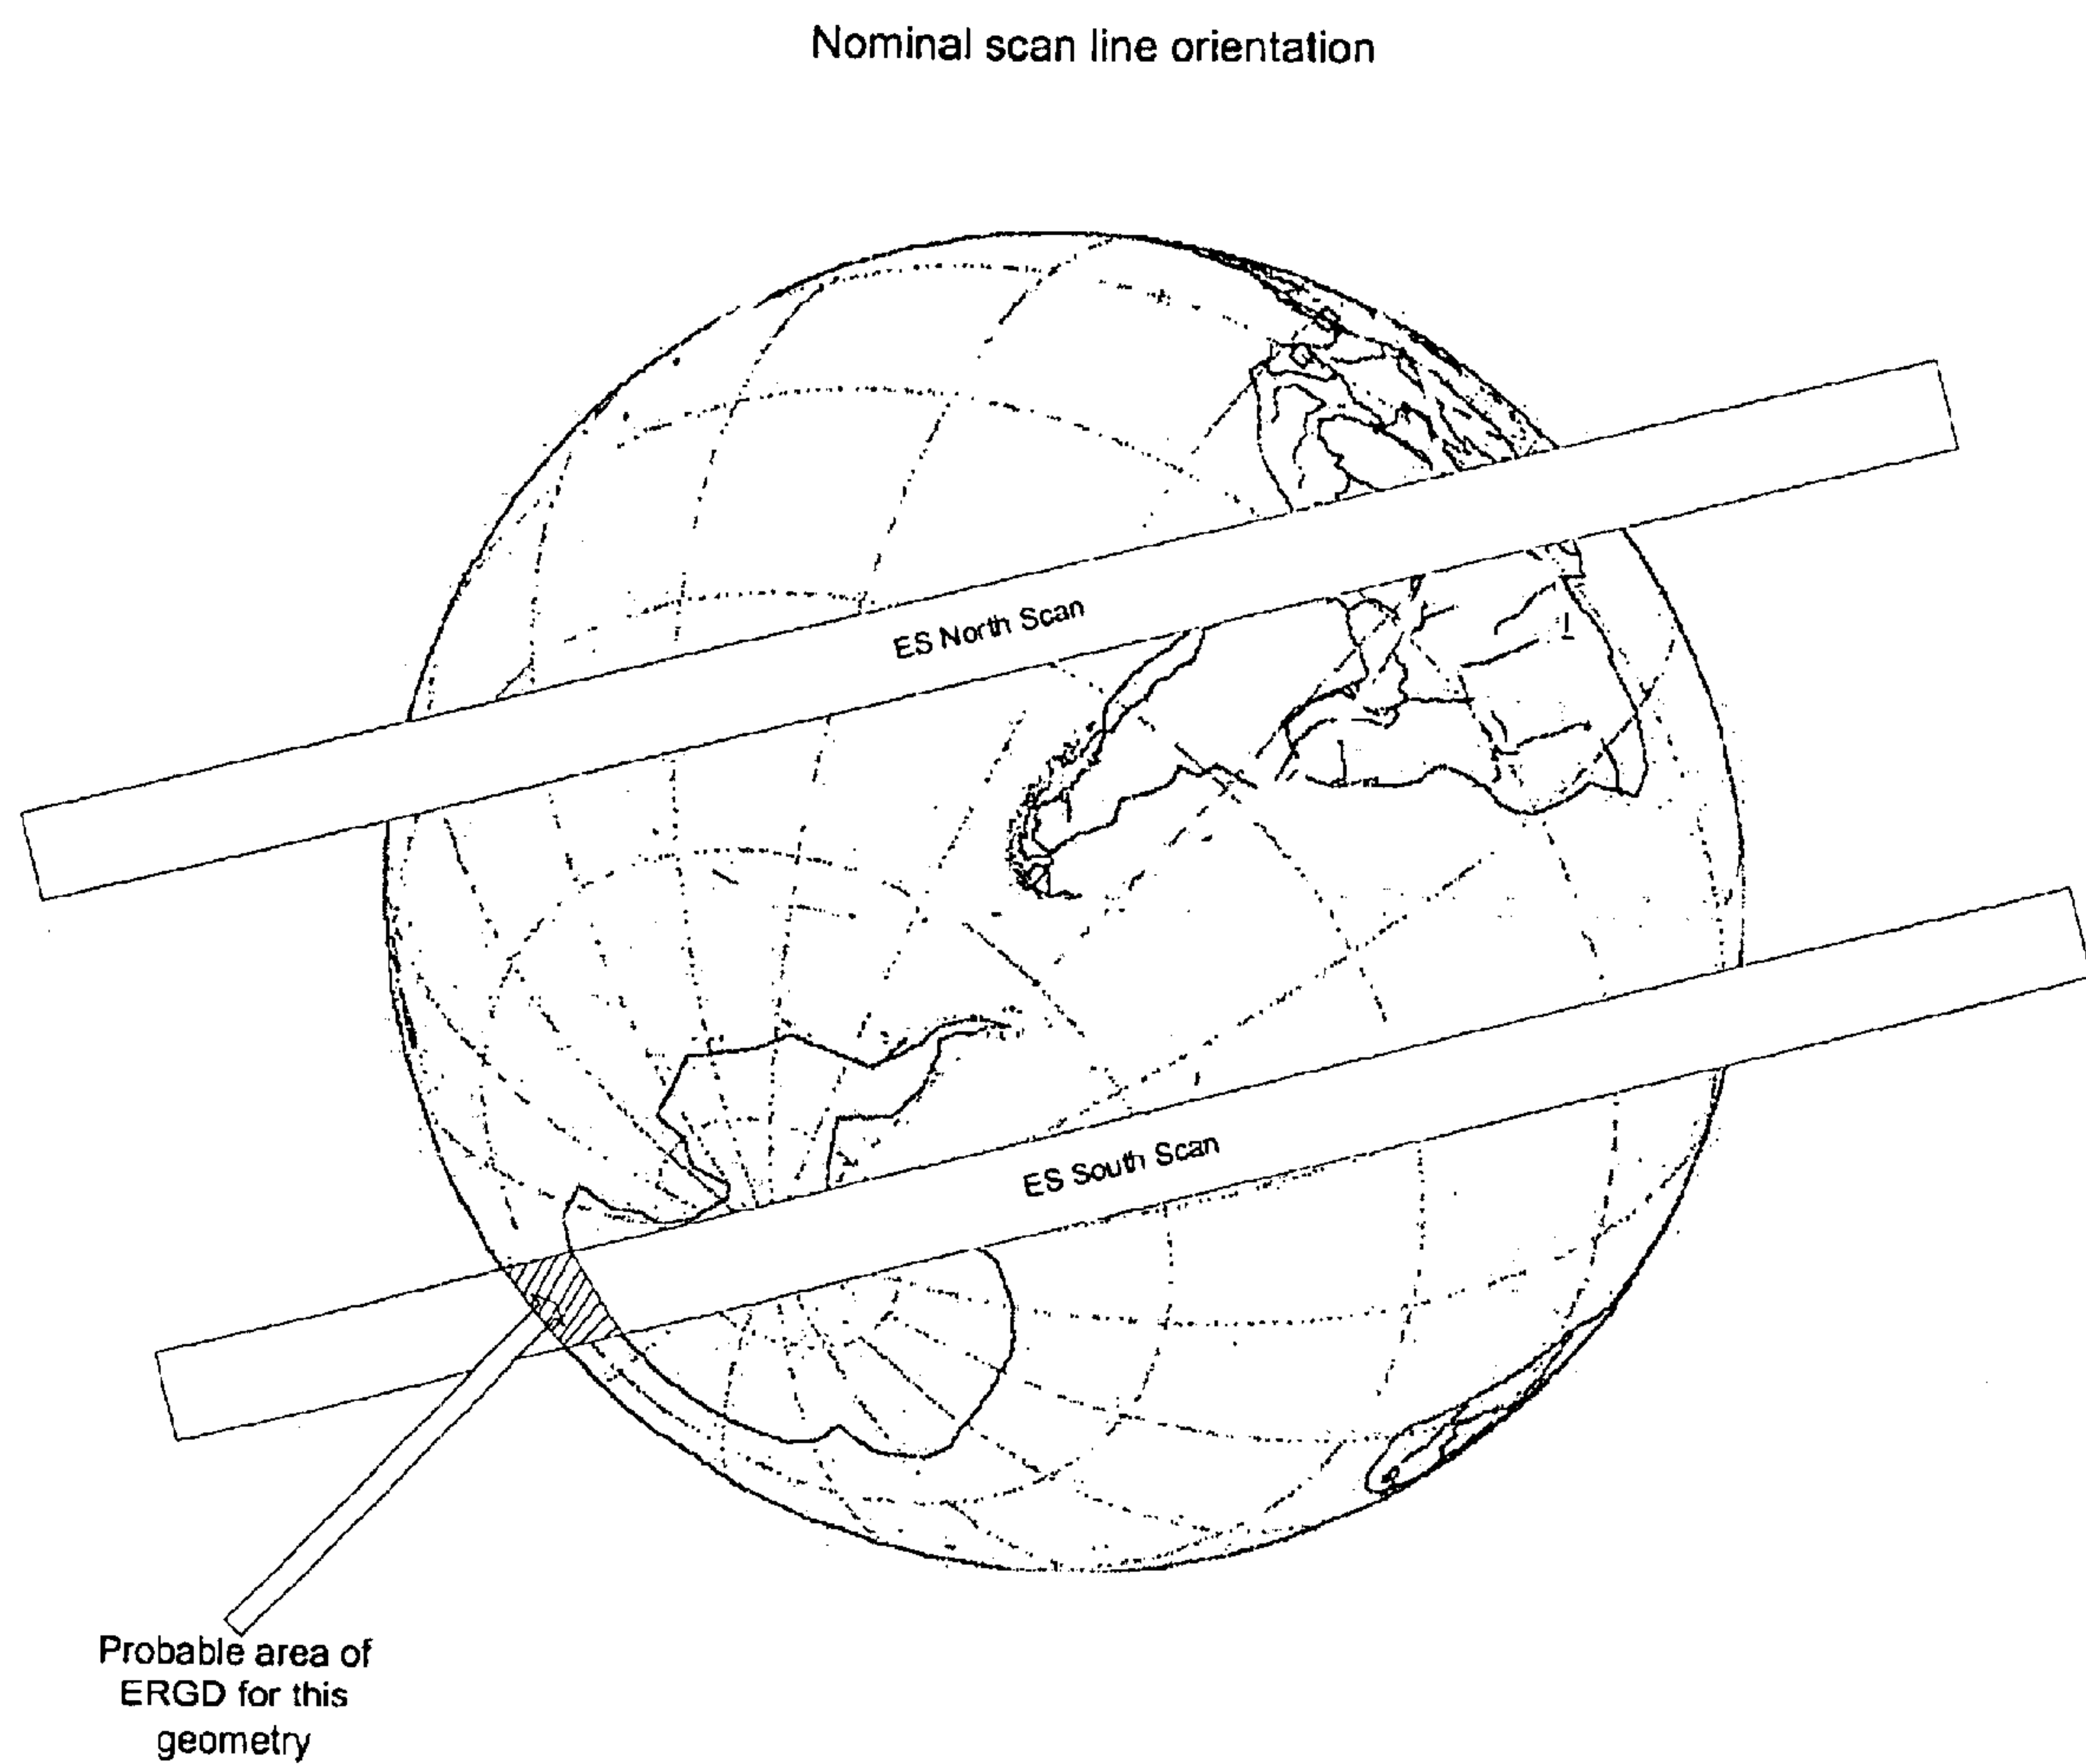 Nominal scan line orientation
ES North Scan
ES South Scan
Probable area of
ERGD for this
geometry